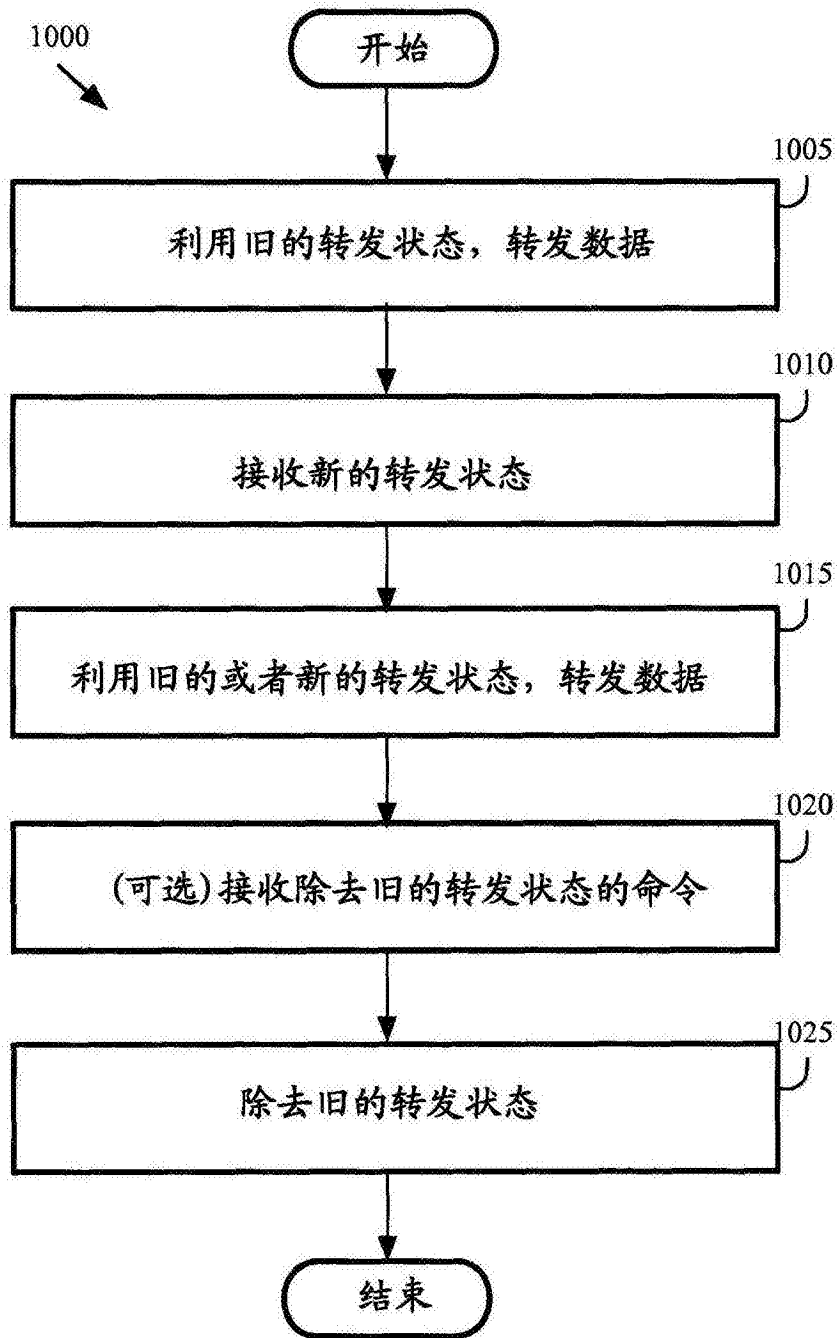 1000
开始
1005
利用旧的转发状态，转发数据
1010
接收新的转发状态
1015
利用旧的或者新的转发状态，转发数据
1020
(可选)接收除去旧的转发状态的命令
1025
除去旧的转发状态
结束